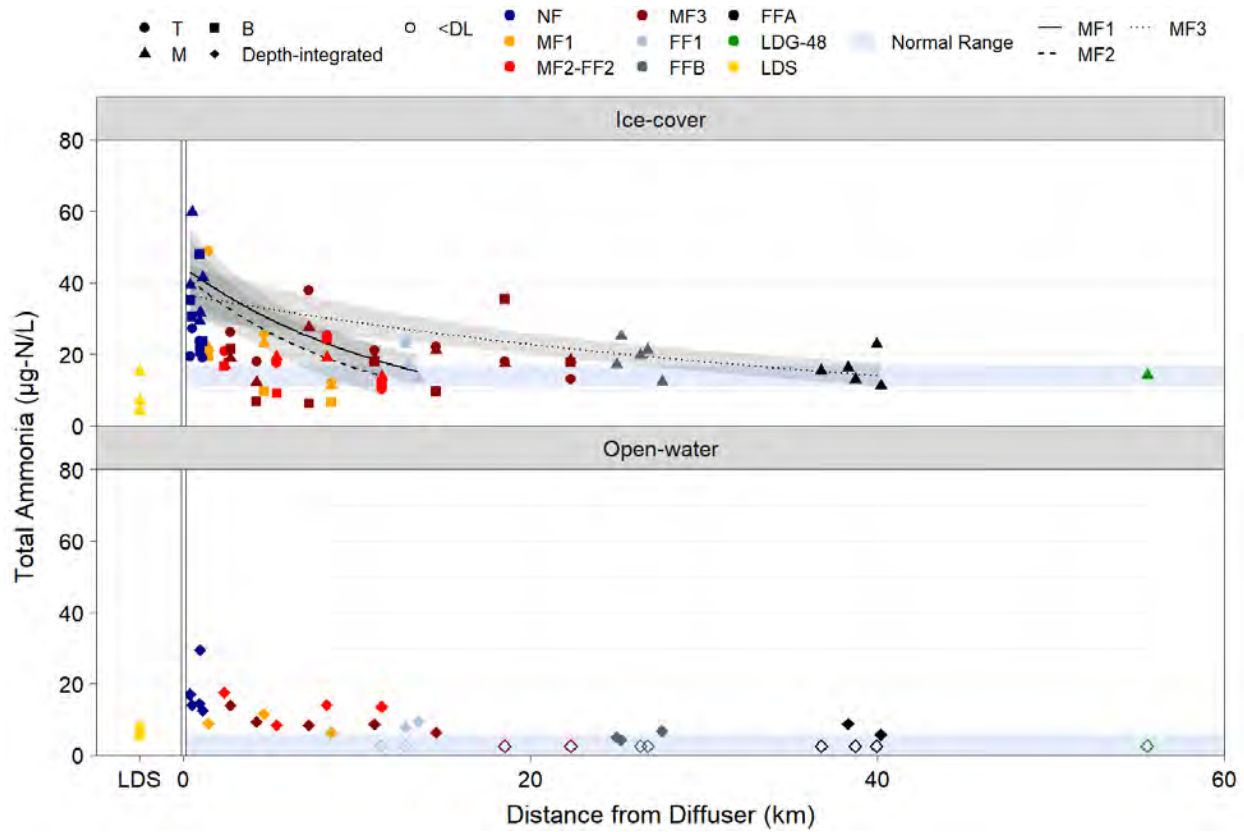 T B <DL NF MF3 FFA MF1 MF3
M Depth-integrated MF1 FF1 LDG-48 Normal Range MF2
MF2-FF2 FFB LDS
Ice-cover
80
60
40
20
0
Open-water
80
60
40
20
0
Total Ammonia (µg-N/L)
LDS 0 20 40 60
Distance from Diffuser (km)